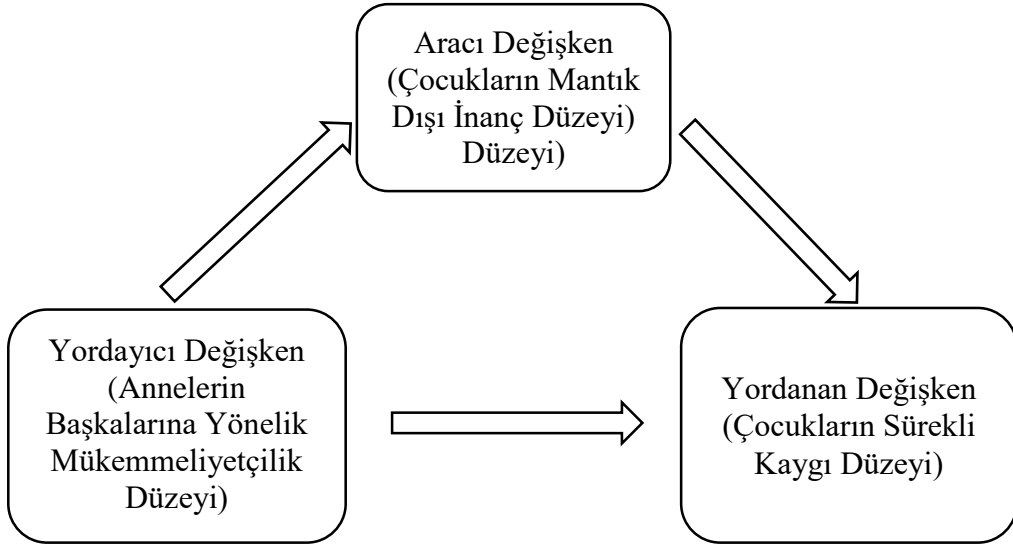 Aracı Değişken
(Çocukların Mantık
Dışı İnanç Düzeyi)
Düzeyi)
Yordayıcı Değişken
(Annelerin
Başkalarına Yönelik
Mükemmeliyetçilik
Düzeyi)
Yordanan Değişken
(Çocukların Sürekli
Kaygı Düzeyi)